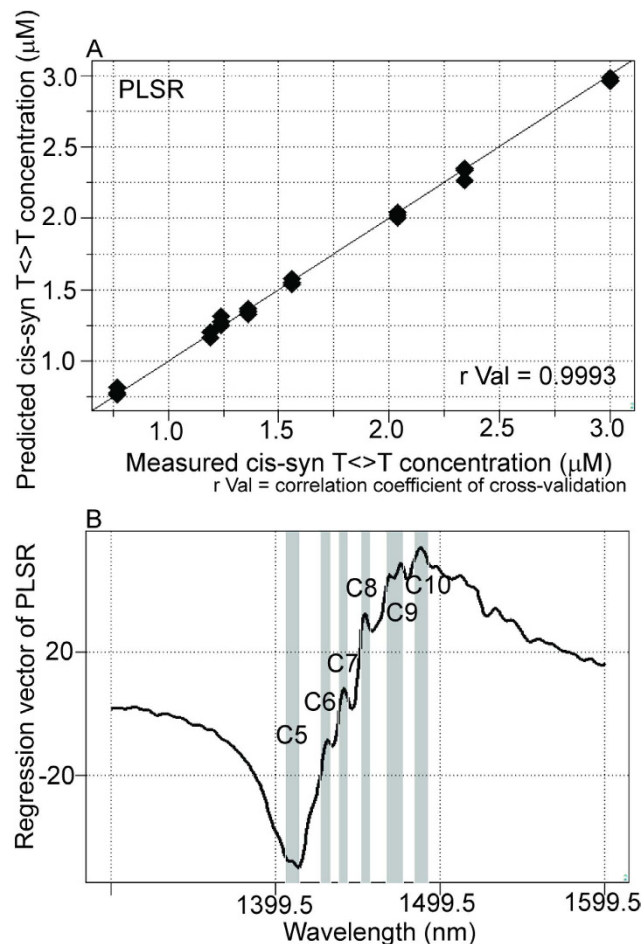 A
PLSR
Predicted cis-syn T<>T concentration (μM)
3.0
2.5
2.0
1.5
1.0
r Val = 0.9993
1.0
1.5
2.0
2.5
3.0
Measured cis-syn T<>T concentration (μM)
r Val = correlation coefficient of cross-validation
B
Regression vector of PLSR
20
-20
C5
C6
C7
C8
C9
C10
1399.5
1499.5
1599.5
Wavelength (nm)